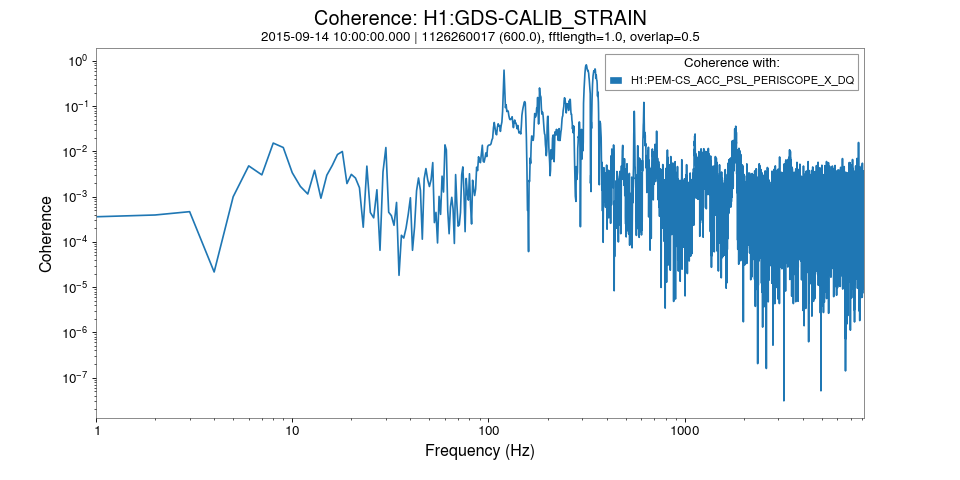 Coherence: H1:GDS-CALIB_STRAIN
2015-09-14 10:00:00.000 | 1126260017 (600.0), fftlength=1.0, overlap=0.5
Coherence with:
H1:PEM-CS_ACC_PSL_PERISCOPE_X_DQ
Coherence
10⁰
10⁻¹
10⁻²
10⁻³
10⁻⁴
10⁻⁵
10⁻⁶
10⁻⁷
1 10 100 1000
Frequency (Hz)